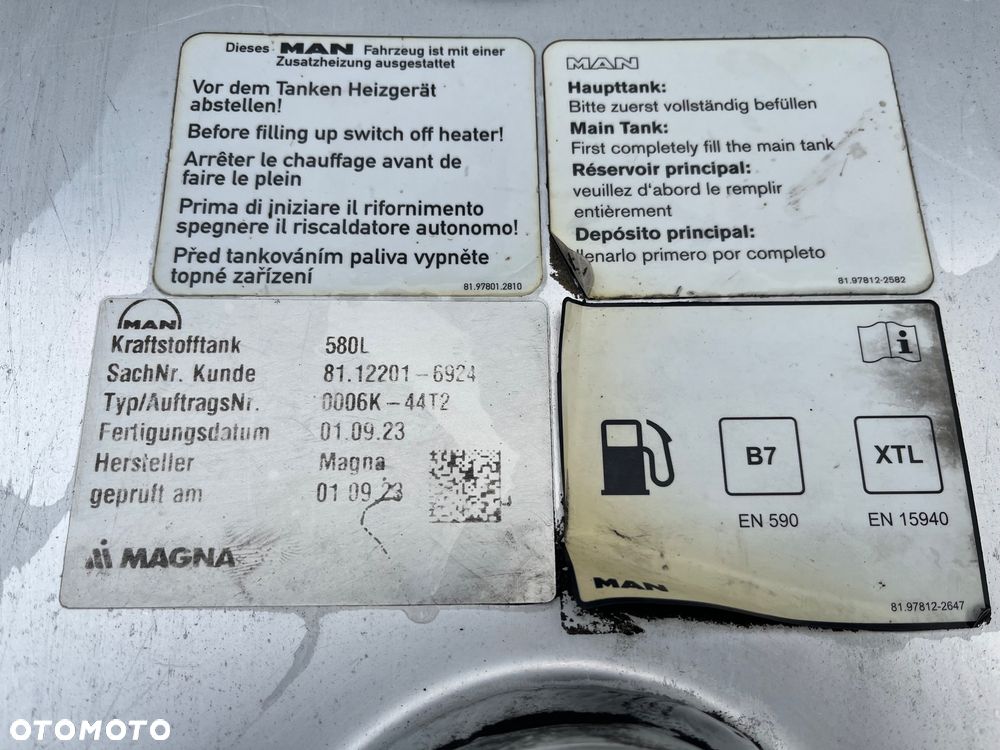 Dieses MAN Fahrzeug ist mit einer
Zusatzheizung ausgestattet
Vor dem Tanken Heizgerät
abstellen!
Before filling up switch off heater!
Arrêter le chauffage avant de
faire le plein
Prima di iniziare il rifornimento
spegnere il riscaldatore autonomo!
Před tankováním paliva vypněte
topné zařízení
81.97801.2810
MAN
Haupttank:
Bitte zuerst vollständig befüllen
Main Tank:
First completely fill the main tank
Réservoir principal:
veuillez d'abord le remplir
entièrement
Depósito principal:
llenarlo primero por completo
81.97812-2582
MAN
Kraftstofftank 580L
SachNr. Kunde 81.12201-6924
Typ/AuftragsNr. 0006K-44T2
Fertigungsdatum 01.09.23
Hersteller Magna
geprüft am 01 09.23
MAGNA
i
B7
XTL
EN 590
EN 15940
MAN
81.97812-2647
OTOMOTO